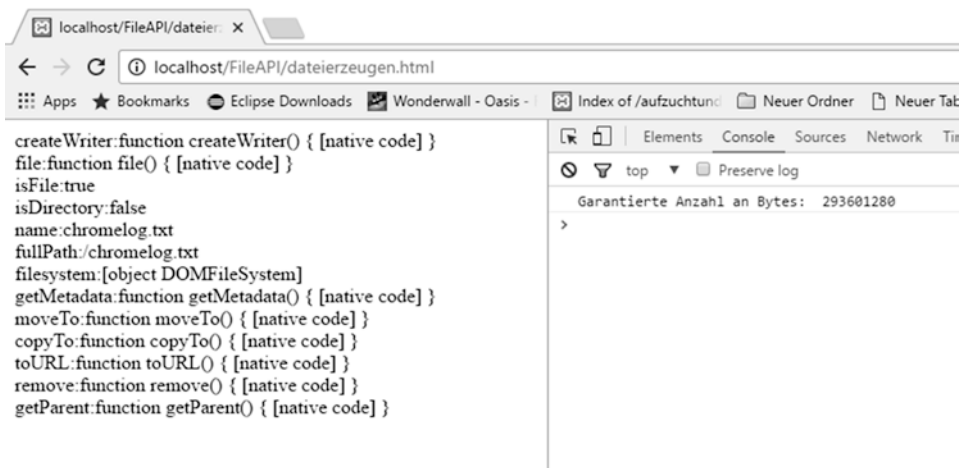 localhost/FileAPI/dateier
localhost/FileAPI/dateierzeugen.html
Apps Bookmarks Eclipse Downloads Wonderwall - Oasis - Index of /aufzuchtund Neuer Ordner Neuer Tab
createWriter:function createWriter() { [native code] }
file:function file() { [native code] }
isFile:true
isDirectory:false
name:chromelog.txt
fullPath:/chromelog.txt
filesystem:[object DOMFileSystem]
getMetadata:function getMetadata() { [native code] }
moveTo:function moveTo() { [native code] }
copyTo:function copyTo() { [native code] }
toURL:function toURL() { [native code] }
remove:function remove() { [native code] }
getParent:function getParent() { [native code] }
Elements Console Sources Network
top ▼ Preserve log
Garantierte Anzahl an Bytes: 293601280
>